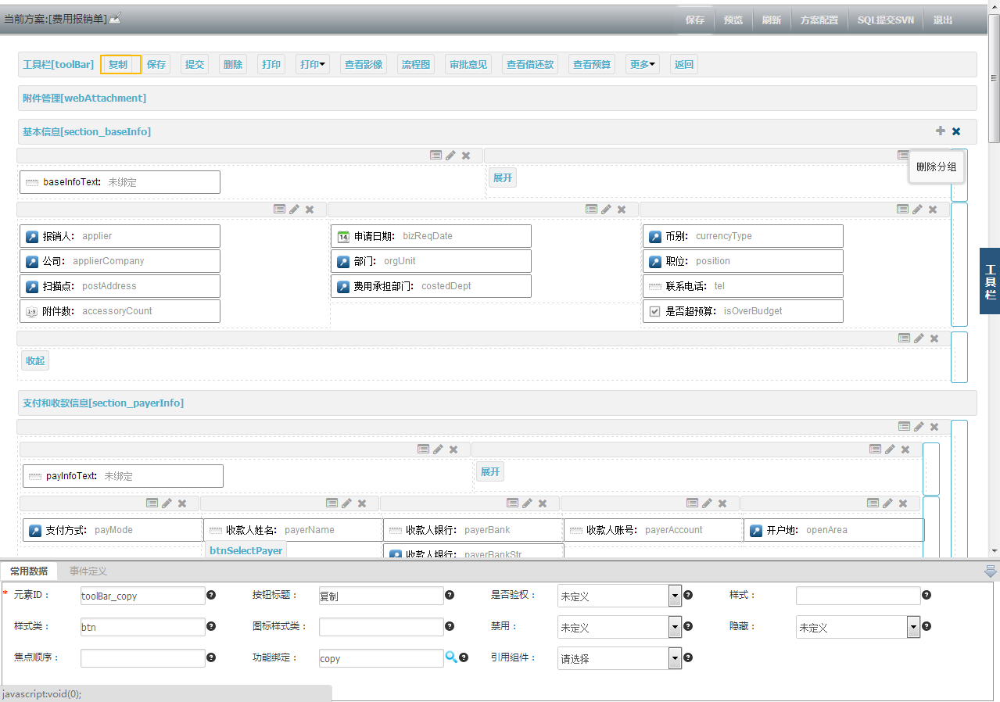 当前方案:[费用报销单] 保存 预览 刷新 方案配置 SQL提交SVN 退出
工具栏[toolBar] 复制 保存 提交 删除 打印 打印 查看影像 流程图 审批意见 查看借还款 查看预算 更多 返回
附件管理[webAttachment]
基本信息[section_baseInfo]
删除分组
baseInfoText: 未绑定 展开
报销人: applier 申请日期: bizReqDate 币别: currencyType
公司: applierCompany 部门: orgUnit 职位: position
扫描点: postAddress 费用承担部门: costedDept 联系电话: tel
附件数: accessoryCount 是否超预算: isOverBudget
工具栏
收起
支付和收款信息[section_payerInfo]
payInfoText: 未绑定 展开
支付方式: payMode 收款人姓名: payerName 收款人银行: payerBank 收款人账号: payerAccount 开户地: openArea
btnSelectPayer 收款人银行: payerBankStr
常用数据 事件定义
* 元素ID: toolBar_copy 按钮标题: 复制 是否验权: 未定义 样式:
样式类: btn 图标样式类: 禁用: 未定义 隐藏: 未定义
焦点顺序: 功能绑定: copy 引用组件: 请选择
javascript:void(0);